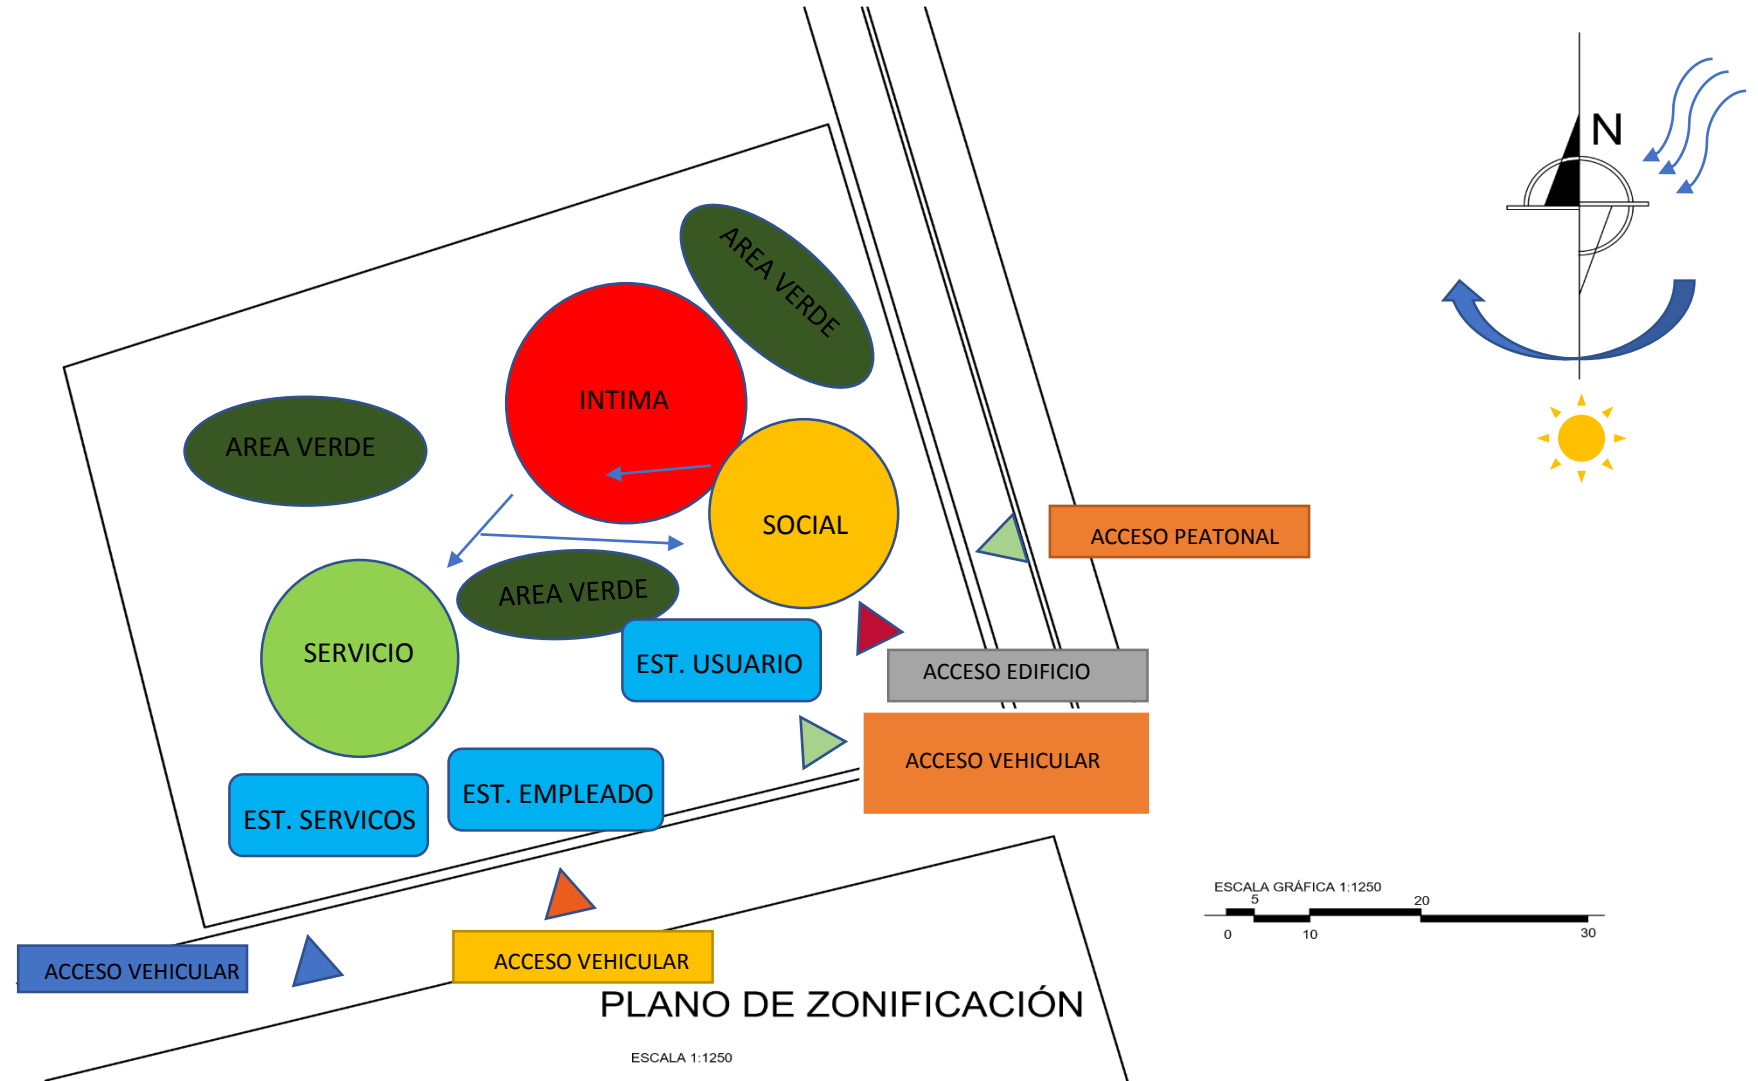 N
AREA VERDE
INTIMA
AREA VERDE
SOCIAL
ACCESO PEATONAL
AREA VERDE
SERVICIO
EST. USUARIO
ACCESO EDIFICIO
ACCESO VEHICULAR
EST. EMPLEADO
EST. SERVICOS
ESCALA GRÁFICA 1:1250
5 20
0 10 30
ACCESO VEHICULAR
ACCESO VEHICULAR
PLANO DE ZONIFICACIÓN
ESCALA 1:1250